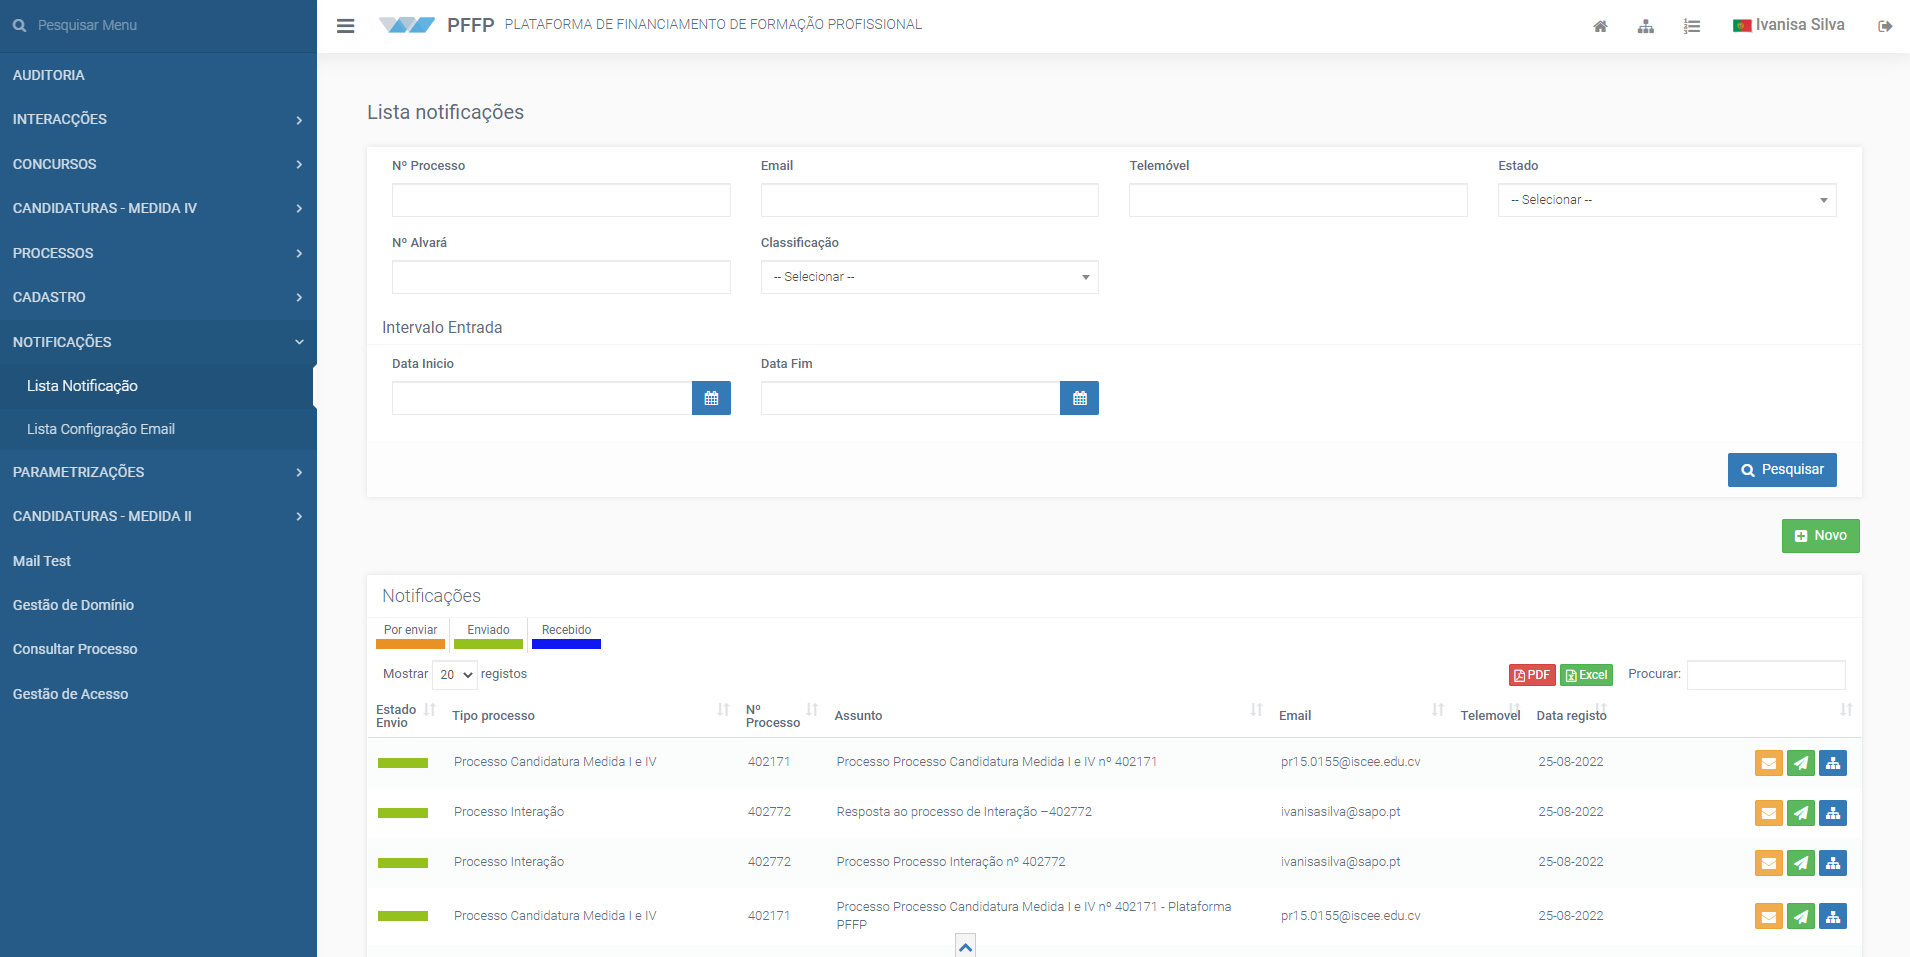 Pesquisar Menu
AUDITORIA
INTERACÇÕES
CONCURSOS
CANDIDATURAS - MEDIDA IV
PROCESSOS
CADASTRO
NOTIFICAÇÕES
Lista Notificação
Lista Configração Email
PARAMETRIZAÇÕES
CANDIDATURAS - MEDIDA II
Mail Test
Gestão de Domínio
Consultar Processo
Gestão de Acesso
PFFP PLATAFORMA DE FINANCIAMENTO DE FORMAÇÃO PROFISSIONAL
Ivanisa Silva
Lista notificações
Nº Processo Email Telemóvel Estado
-- Selecionar --
Nº Alvará Classificação
-- Selecionar --
Intervalo Entrada
Data Inicio Data Fim
Pesquisar
Novo
Notificações
Por enviar Enviado Recebido
Mostrar 20 registos PDF Excel Procurar:
Estado Envio Tipo processo Nº Processo Assunto Email Telemovel Data registo
Processo Candidatura Medida I e IV 402171 Processo Processo Candidatura Medida I e IV nº 402171 pr15.0155@iscee.edu.cv 25-08-2022
Processo Interação 402772 Resposta ao processo de Interação –402772 ivanisasilva@sapo.pt 25-08-2022
Processo Interação 402772 Processo Processo Interação nº 402772 ivanisasilva@sapo.pt 25-08-2022
Processo Candidatura Medida I e IV 402171 Processo Processo Candidatura Medida I e IV nº 402171 - Plataforma PFFP pr15.0155@iscee.edu.cv 25-08-2022